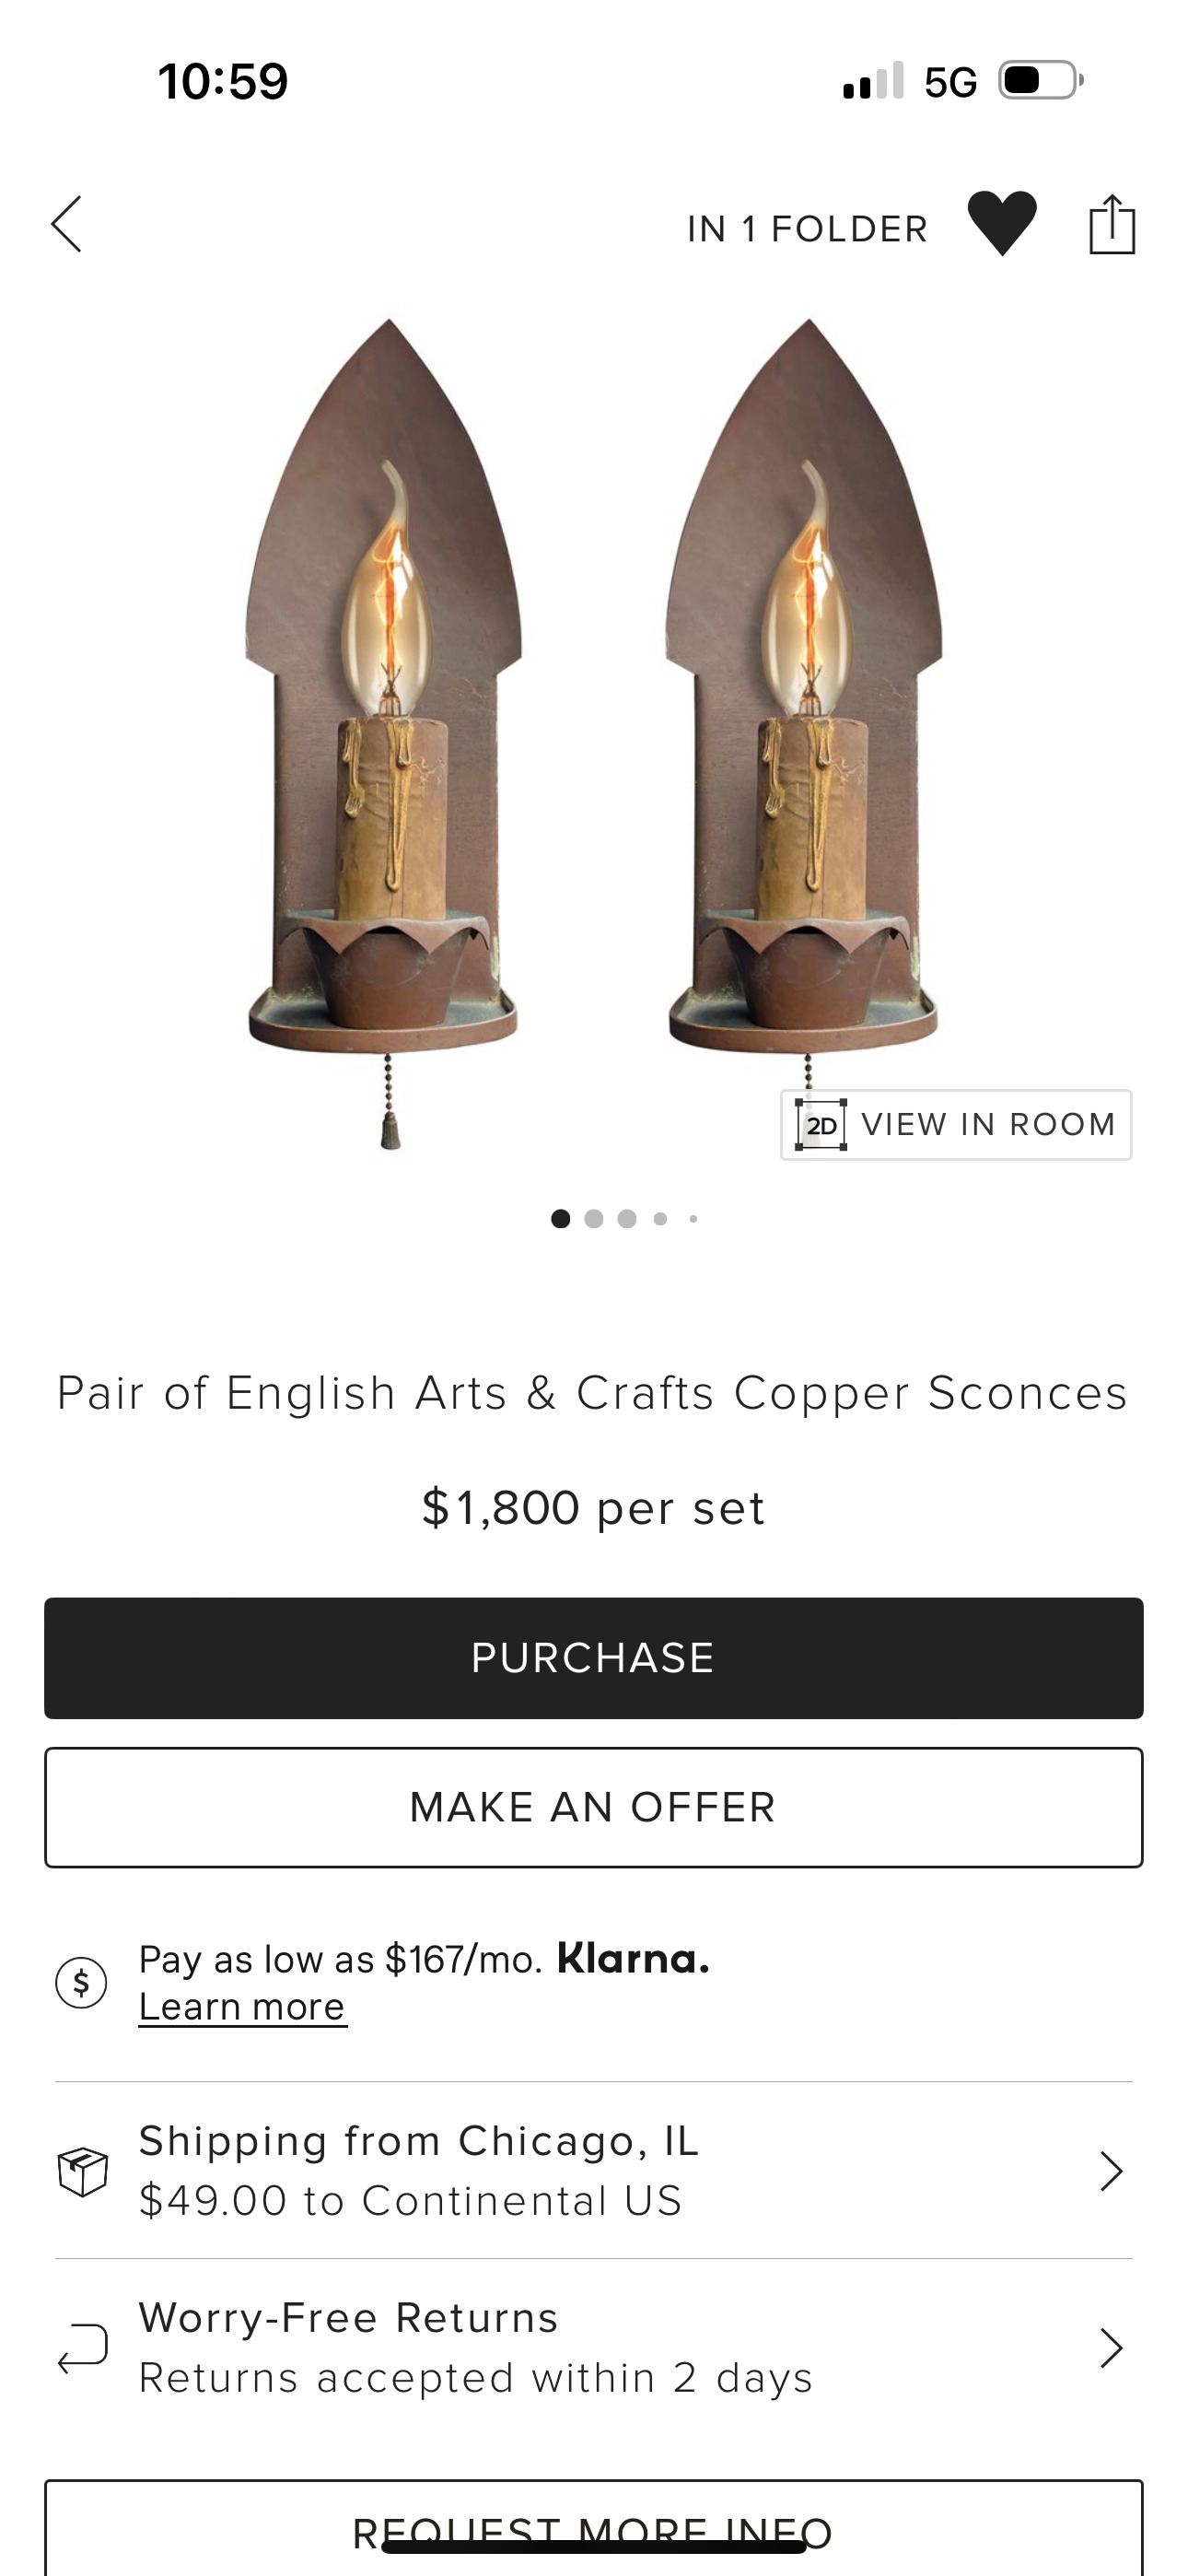 10:59
5G
IN 1 FOLDER
2D VIEW IN ROOM
Pair of English Arts & Crafts Copper Sconces
$1,800 per set
PURCHASE
MAKE AN OFFER
$ Pay as low as $167/mo. Klarna.
Learn more
Shipping from Chicago, IL
$49.00 to Continental US
Worry-Free Returns
Returns accepted within 2 days
REQUEST MORE INFO